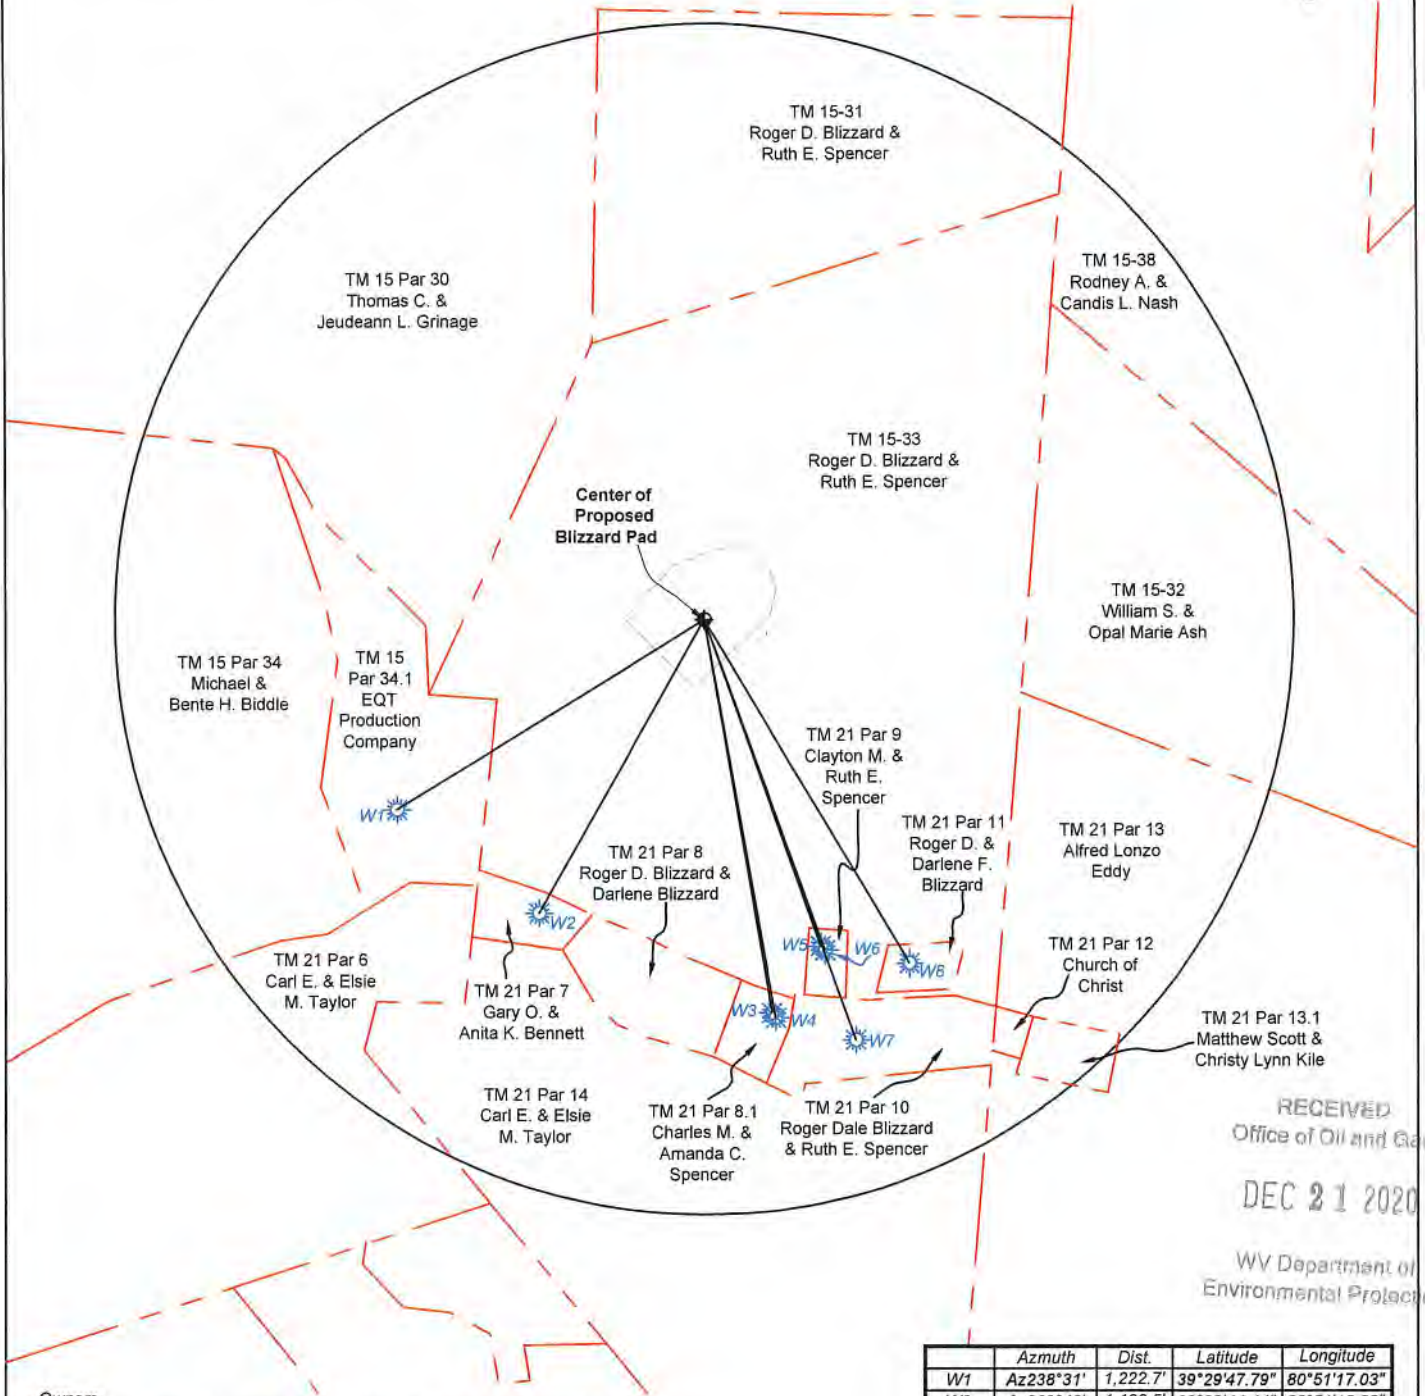 TM 15-31
Roger D. Blizzard &
Ruth E. Spencer
TM 15 Par 30
Thomas C. &
Jeudeann L. Grinage
TM 15-38
Rodney A. &
Candis L. Nash
TM 15-33
Roger D. Blizzard &
Ruth E. Spencer
Center of
Proposed
Blizzard Pad
TM 15-32
William S. &
Opal Marie Ash
TM 15 Par 34
Michael &
Bente H. Biddle
TM 15
Par 34.1
EQT
Production
Company
W1
TM 21 Par 9
Clayton M. &
Ruth E.
Spencer
TM 21 Par 11
Roger D. &
Darlene F.
Blizzard
TM 21 Par 13
Alfred Lonzo
Eddy
TM 21 Par 8
Roger D. Blizzard &
Darlene Blizzard
W2
W5
W6
W8
TM 21 Par 12
Church of
Christ
TM 21 Par 6
Carl E. & Elsie
M. Taylor
TM 21 Par 7
Gary O. &
Anita K. Bennett
W3
W4
W7
TM 21 Par 13.1
Matthew Scott &
Christy Lynn Kile
TM 21 Par 14
Carl E. & Elsie
M. Taylor
TM 21 Par 8.1
Charles M. &
Amanda C.
Spencer
TM 21 Par 10
Roger Dale Blizzard
& Ruth E. Spencer
RECEIVED
Office of Oil and Ga
DEC 21 2020
WV Department of
Environmental Protec
Azmuth Dist. Latitude Longitude
W1 Az238°31' 1,222.7' 39°29'47.79" 80°51'17.03"